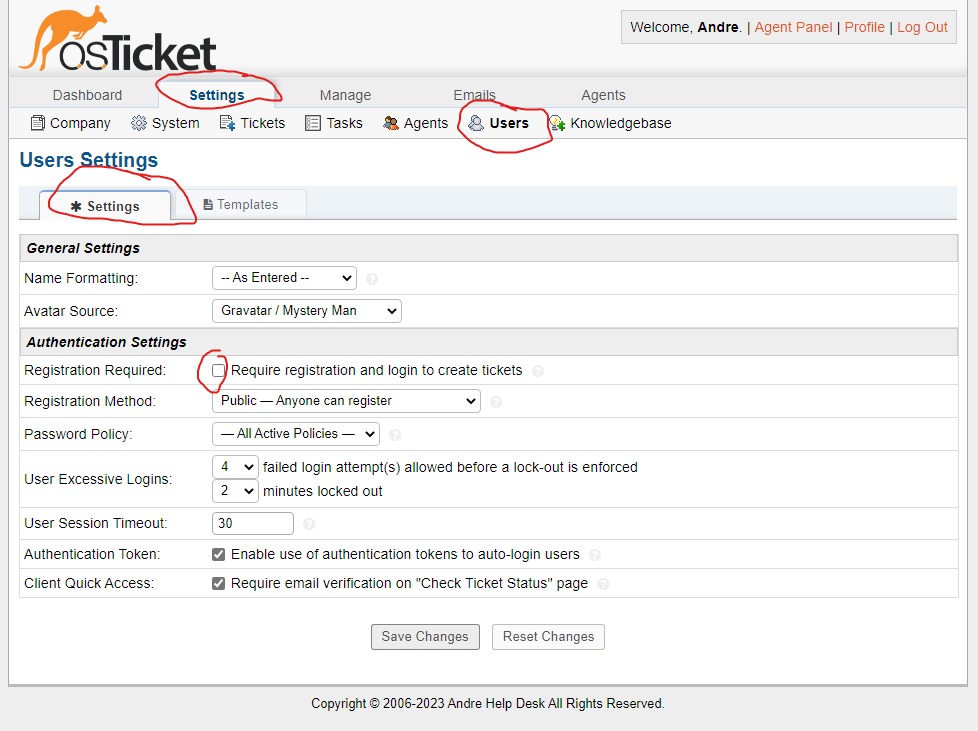 osTicket
Welcome, Andre. | Agent Panel | Profile | Log Out
Dashboard Settings Manage Emails Agents
Company System Tickets Tasks Agents Users Knowledgebase
Users Settings
Settings Templates
General Settings
Name Formatting: -- As Entered --
Avatar Source: Gravatar / Mystery Man
Authentication Settings
Registration Required: Require registration and login to create tickets
Registration Method: Public — Anyone can register
Password Policy: — All Active Policies —
User Excessive Logins: 4 failed login attempt(s) allowed before a lock-out is enforced
2 minutes locked out
User Session Timeout: 30
Authentication Token: Enable use of authentication tokens to auto-login users
Client Quick Access: Require email verification on "Check Ticket Status" page
Save Changes Reset Changes
Copyright © 2006-2023 Andre Help Desk All Rights Reserved.